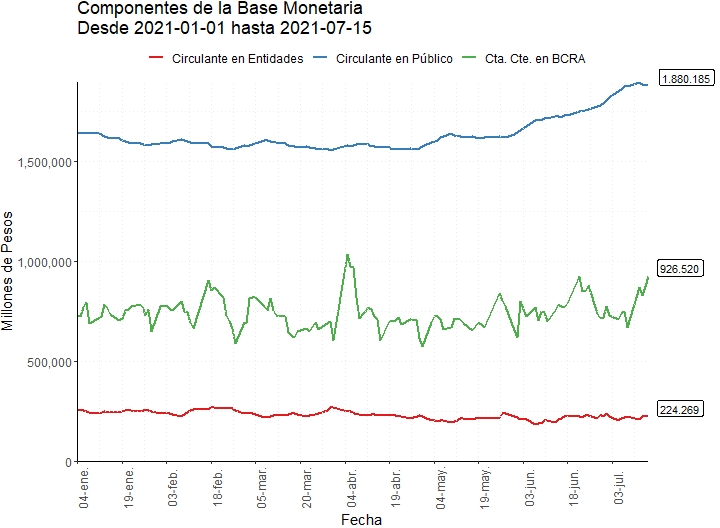 Componentes de la Base Monetaria
Desde 2021-01-01 hasta 2021-07-15
Circulante en Entidades Circulante en Público Cta. Cte. en BCRA
Millones de Pesos
1,500,000
1,000,000
500,000
0
1.880.185
926.520
224.269
04-ene. 19-ene. 03-feb. 18-feb. 05-mar. 20-mar. 04-abr. 19-abr. 04-may. 19-may. 03-jun. 18-jun. 03-jul.
Fecha